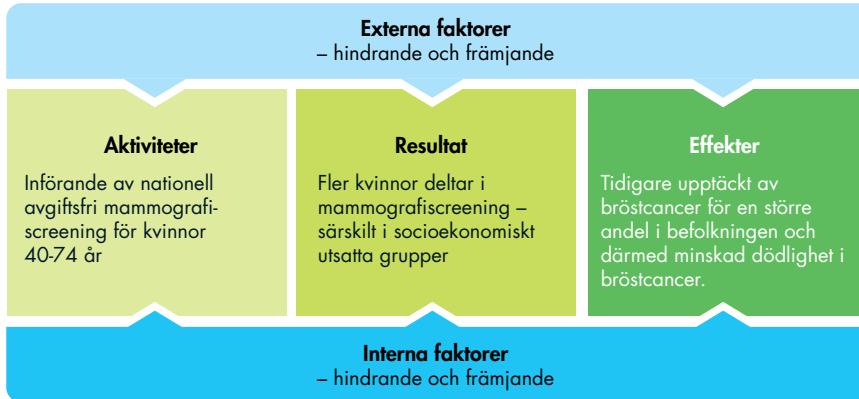 Externa faktorer
– hindrande och främjande
Aktiviteter
Införande av nationell
avgiftsfri mammografi-
screening för kvinnor
40-74 år
Resultat
Fler kvinnor deltar i
mammografiscreening –
särskilt i socioekonomiskt
utsatta grupper
Effekter
Tidigare upptäckt av
bröstcancer för en större
andel i befolkningen och
därmed minskad dödlighet i
bröstcancer.
Interna faktorer
– hindrande och främjande